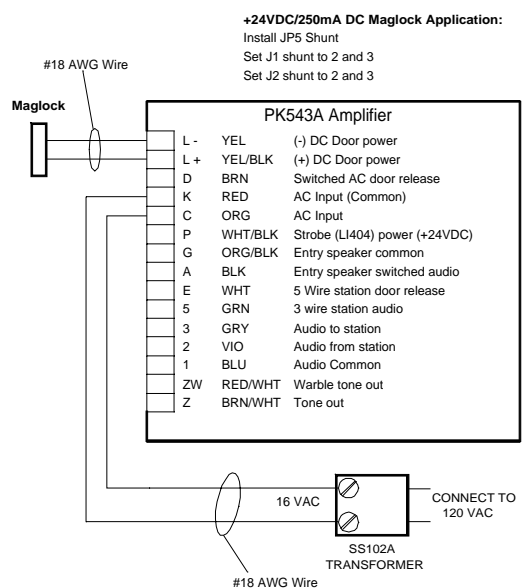 +24VDC/250mA DC Maglock Application:
Install JP5 Shunt
Set J1 shunt to 2 and 3
Set J2 shunt to 2 and 3
#18 AWG Wire
Maglock
PK543A Amplifier
L - YEL (-) DC Door power
L + YEL/BLK (+) DC Door power
D BRN Switched AC door release
K RED AC Input (Common)
C ORG AC Input
P WHT/BLK Strobe (LI404) power (+24VDC)
G ORG/BLK Entry speaker common
A BLK Entry speaker switched audio
E WHT 5 Wire station door release
5 GRN 3 wire station audio
3 GRY Audio to station
2 VIO Audio from station
1 BLU Audio Common
ZW RED/WHT Warble tone out
Z BRN/WHT Tone out
16 VAC
CONNECT TO
120 VAC
SS102A
TRANSFORMER
#18 AWG Wire